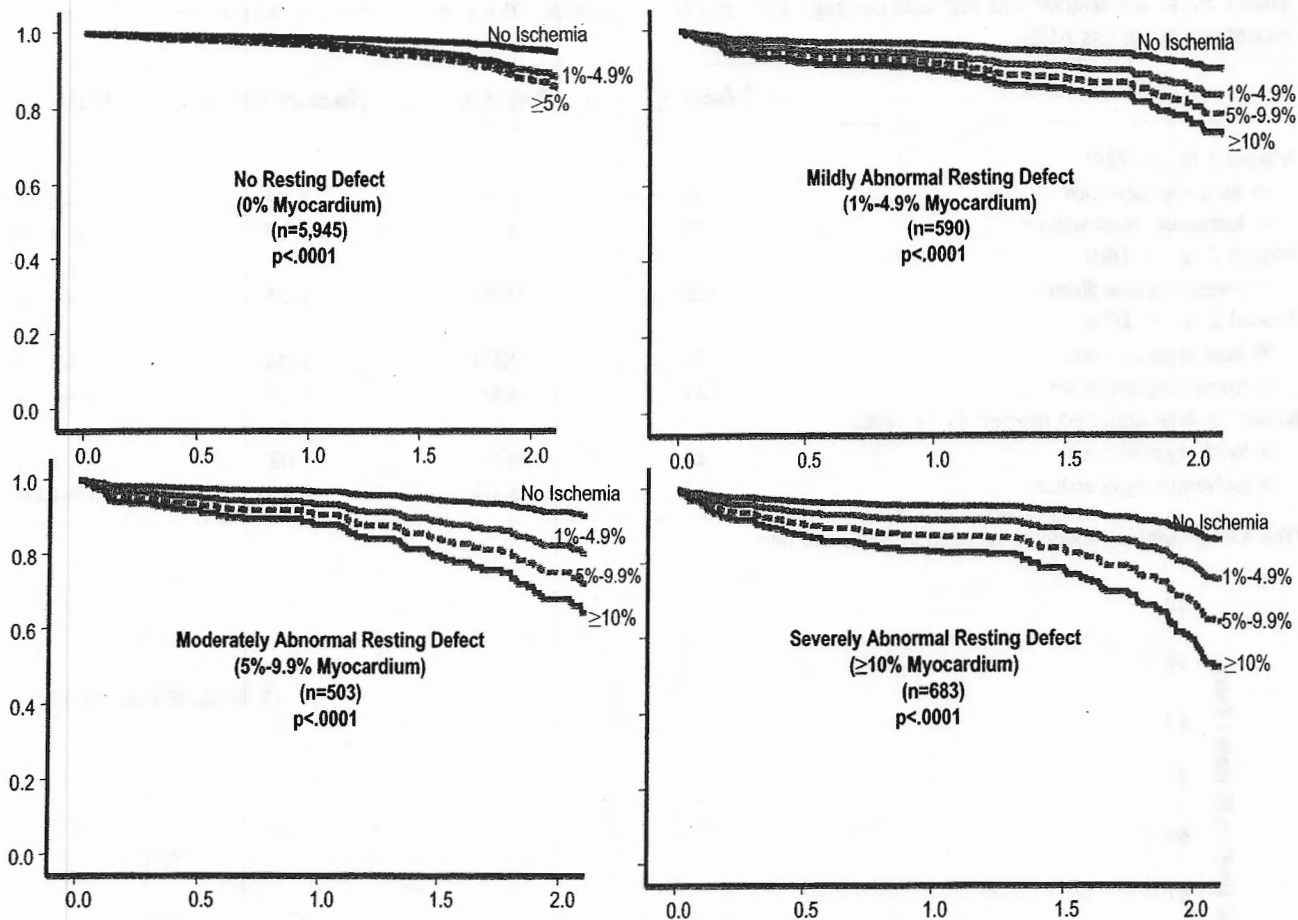 1.0
0.8
0.6
0.4
0.2
0.0
0.0 0.5 1.0 1.5 2.0
No Ischemia
1%-4.9%
≥5%
No Resting Defect
(0% Myocardium)
(n=5,945)
p<.0001
No Ischemia
1%-4.9%
5%-9.9%
≥10%
Mildly Abnormal Resting Defect
(1%-4.9% Myocardium)
(n=590)
p<.0001
0.0 0.5 1.0 1.5 2.0
1.0
0.8
0.6
0.4
0.2
0.0
0.0 0.5 1.0 1.5 2.0
No Ischemia
1%-4.9%
5%-9.9%
≥10%
Moderately Abnormal Resting Defect
(5%-9.9% Myocardium)
(n=503)
p<.0001
No Ischemia
1%-4.9%
5%-9.9%
≥10%
Severely Abnormal Resting Defect
(≥10% Myocardium)
(n=683)
p<.0001
0.0 0.5 1.0 1.5 2.0